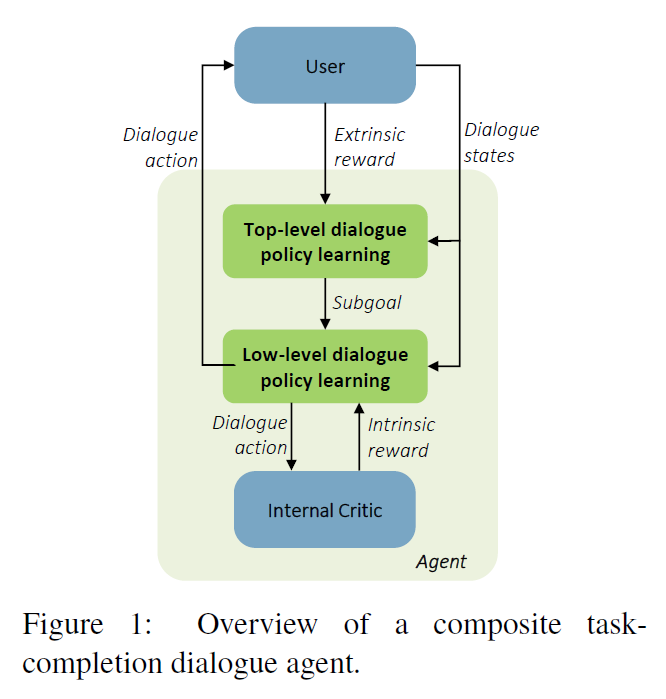 User
Dialogue
action
Extrinsic
reward
Dialogue
states
Top-level dialogue
policy learning
Subgoal
Low-level dialogue
policy learning
Dialogue
action
Intrinsic
reward
Internal Critic
Agent
Figure 1: Overview of a composite task-
completion dialogue agent.